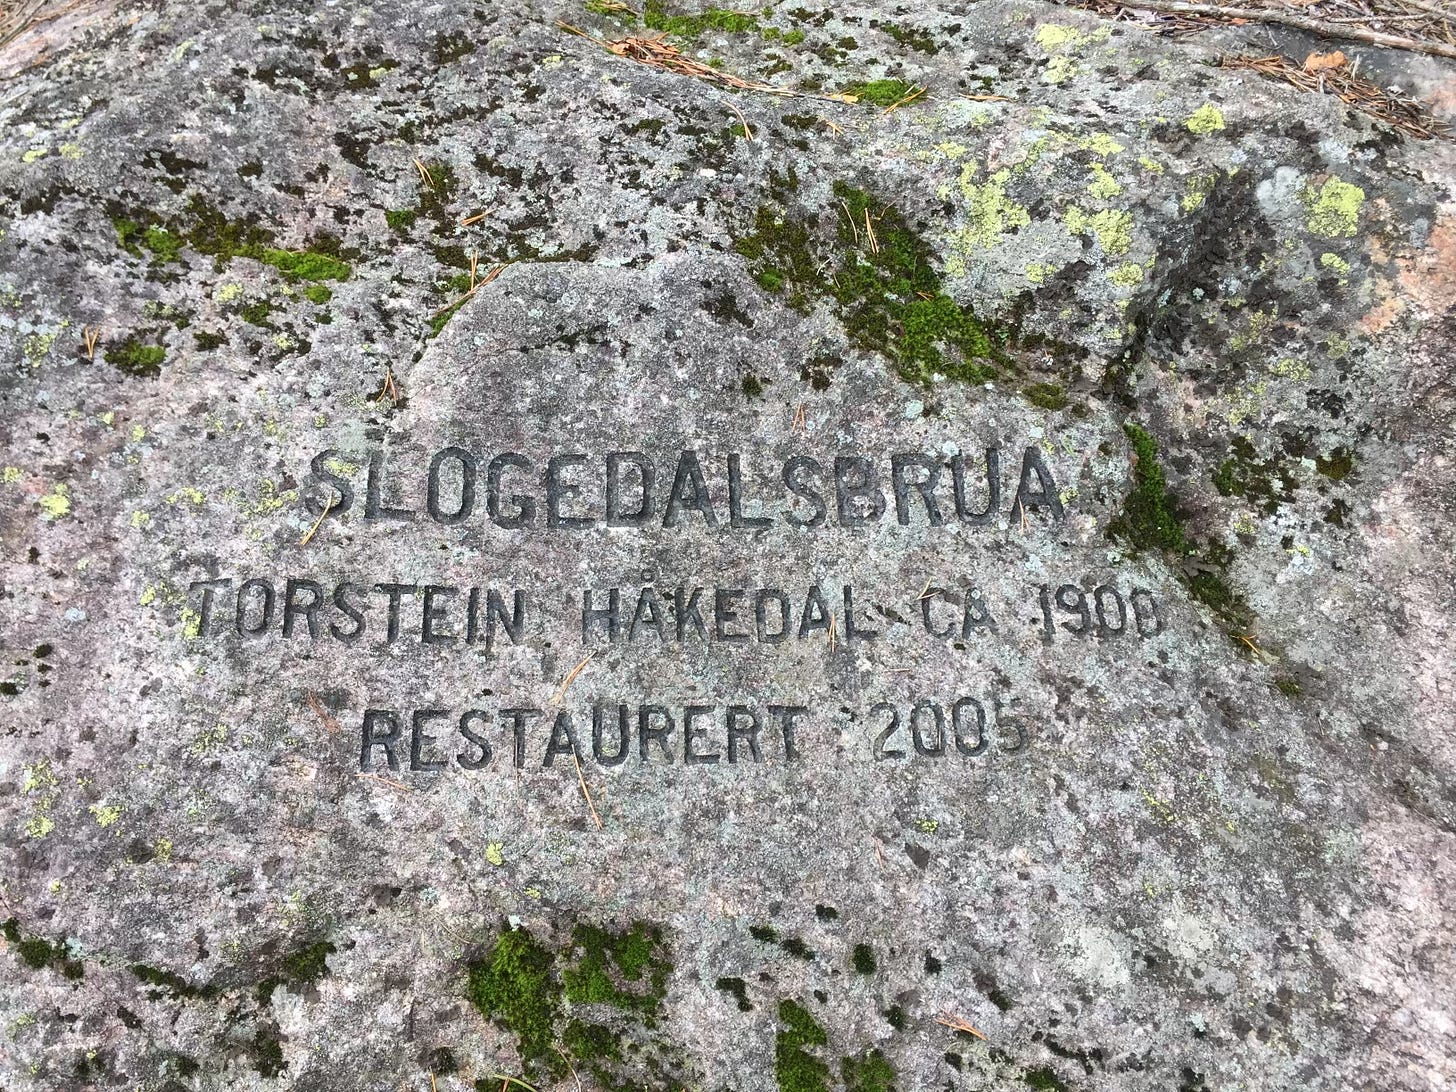 SLOGEDALSBRUA
TORSTEIN HÅKEDAL CA 1900
RESTAURERT 2005